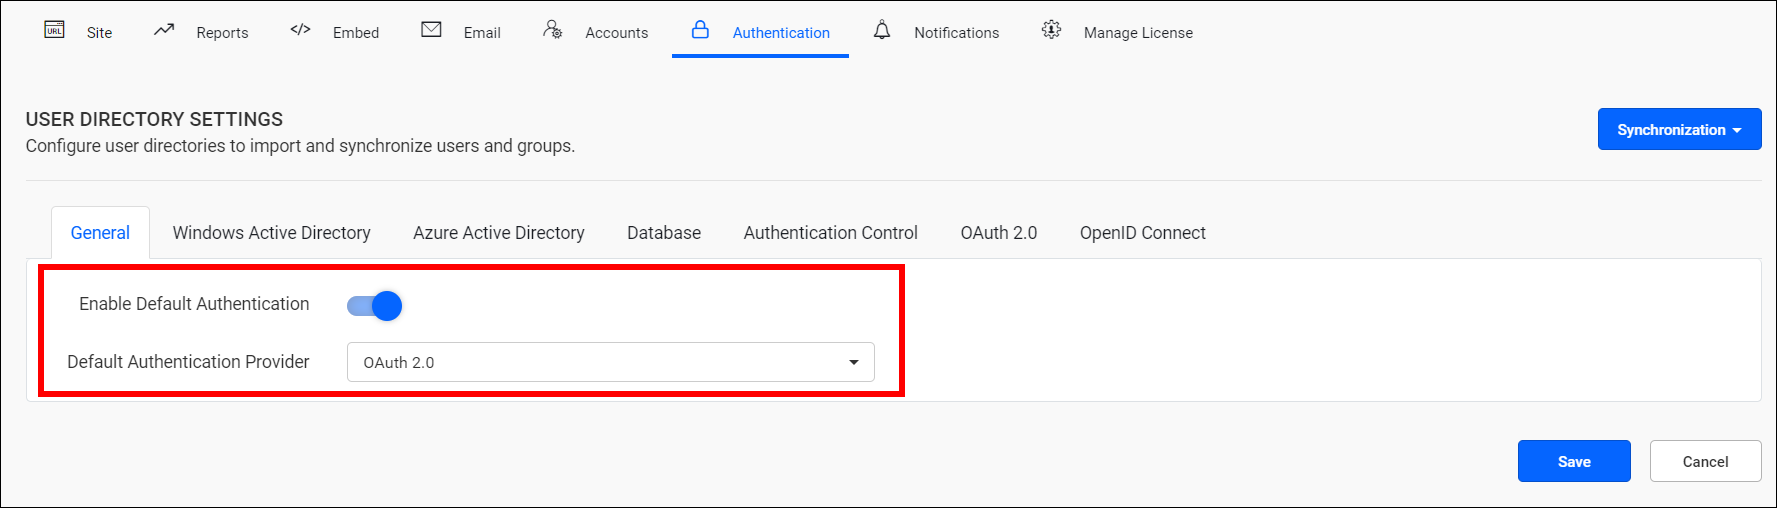 URL Site Reports </> Embed Email Accounts Authentication Notifications Manage License
USER DIRECTORY SETTINGS
Configure user directories to import and synchronize users and groups.
Synchronization
General Windows Active Directory Azure Active Directory Database Authentication Control OAuth 2.0 OpenID Connect
Enable Default Authentication
Default Authentication Provider OAuth 2.0
Save Cancel